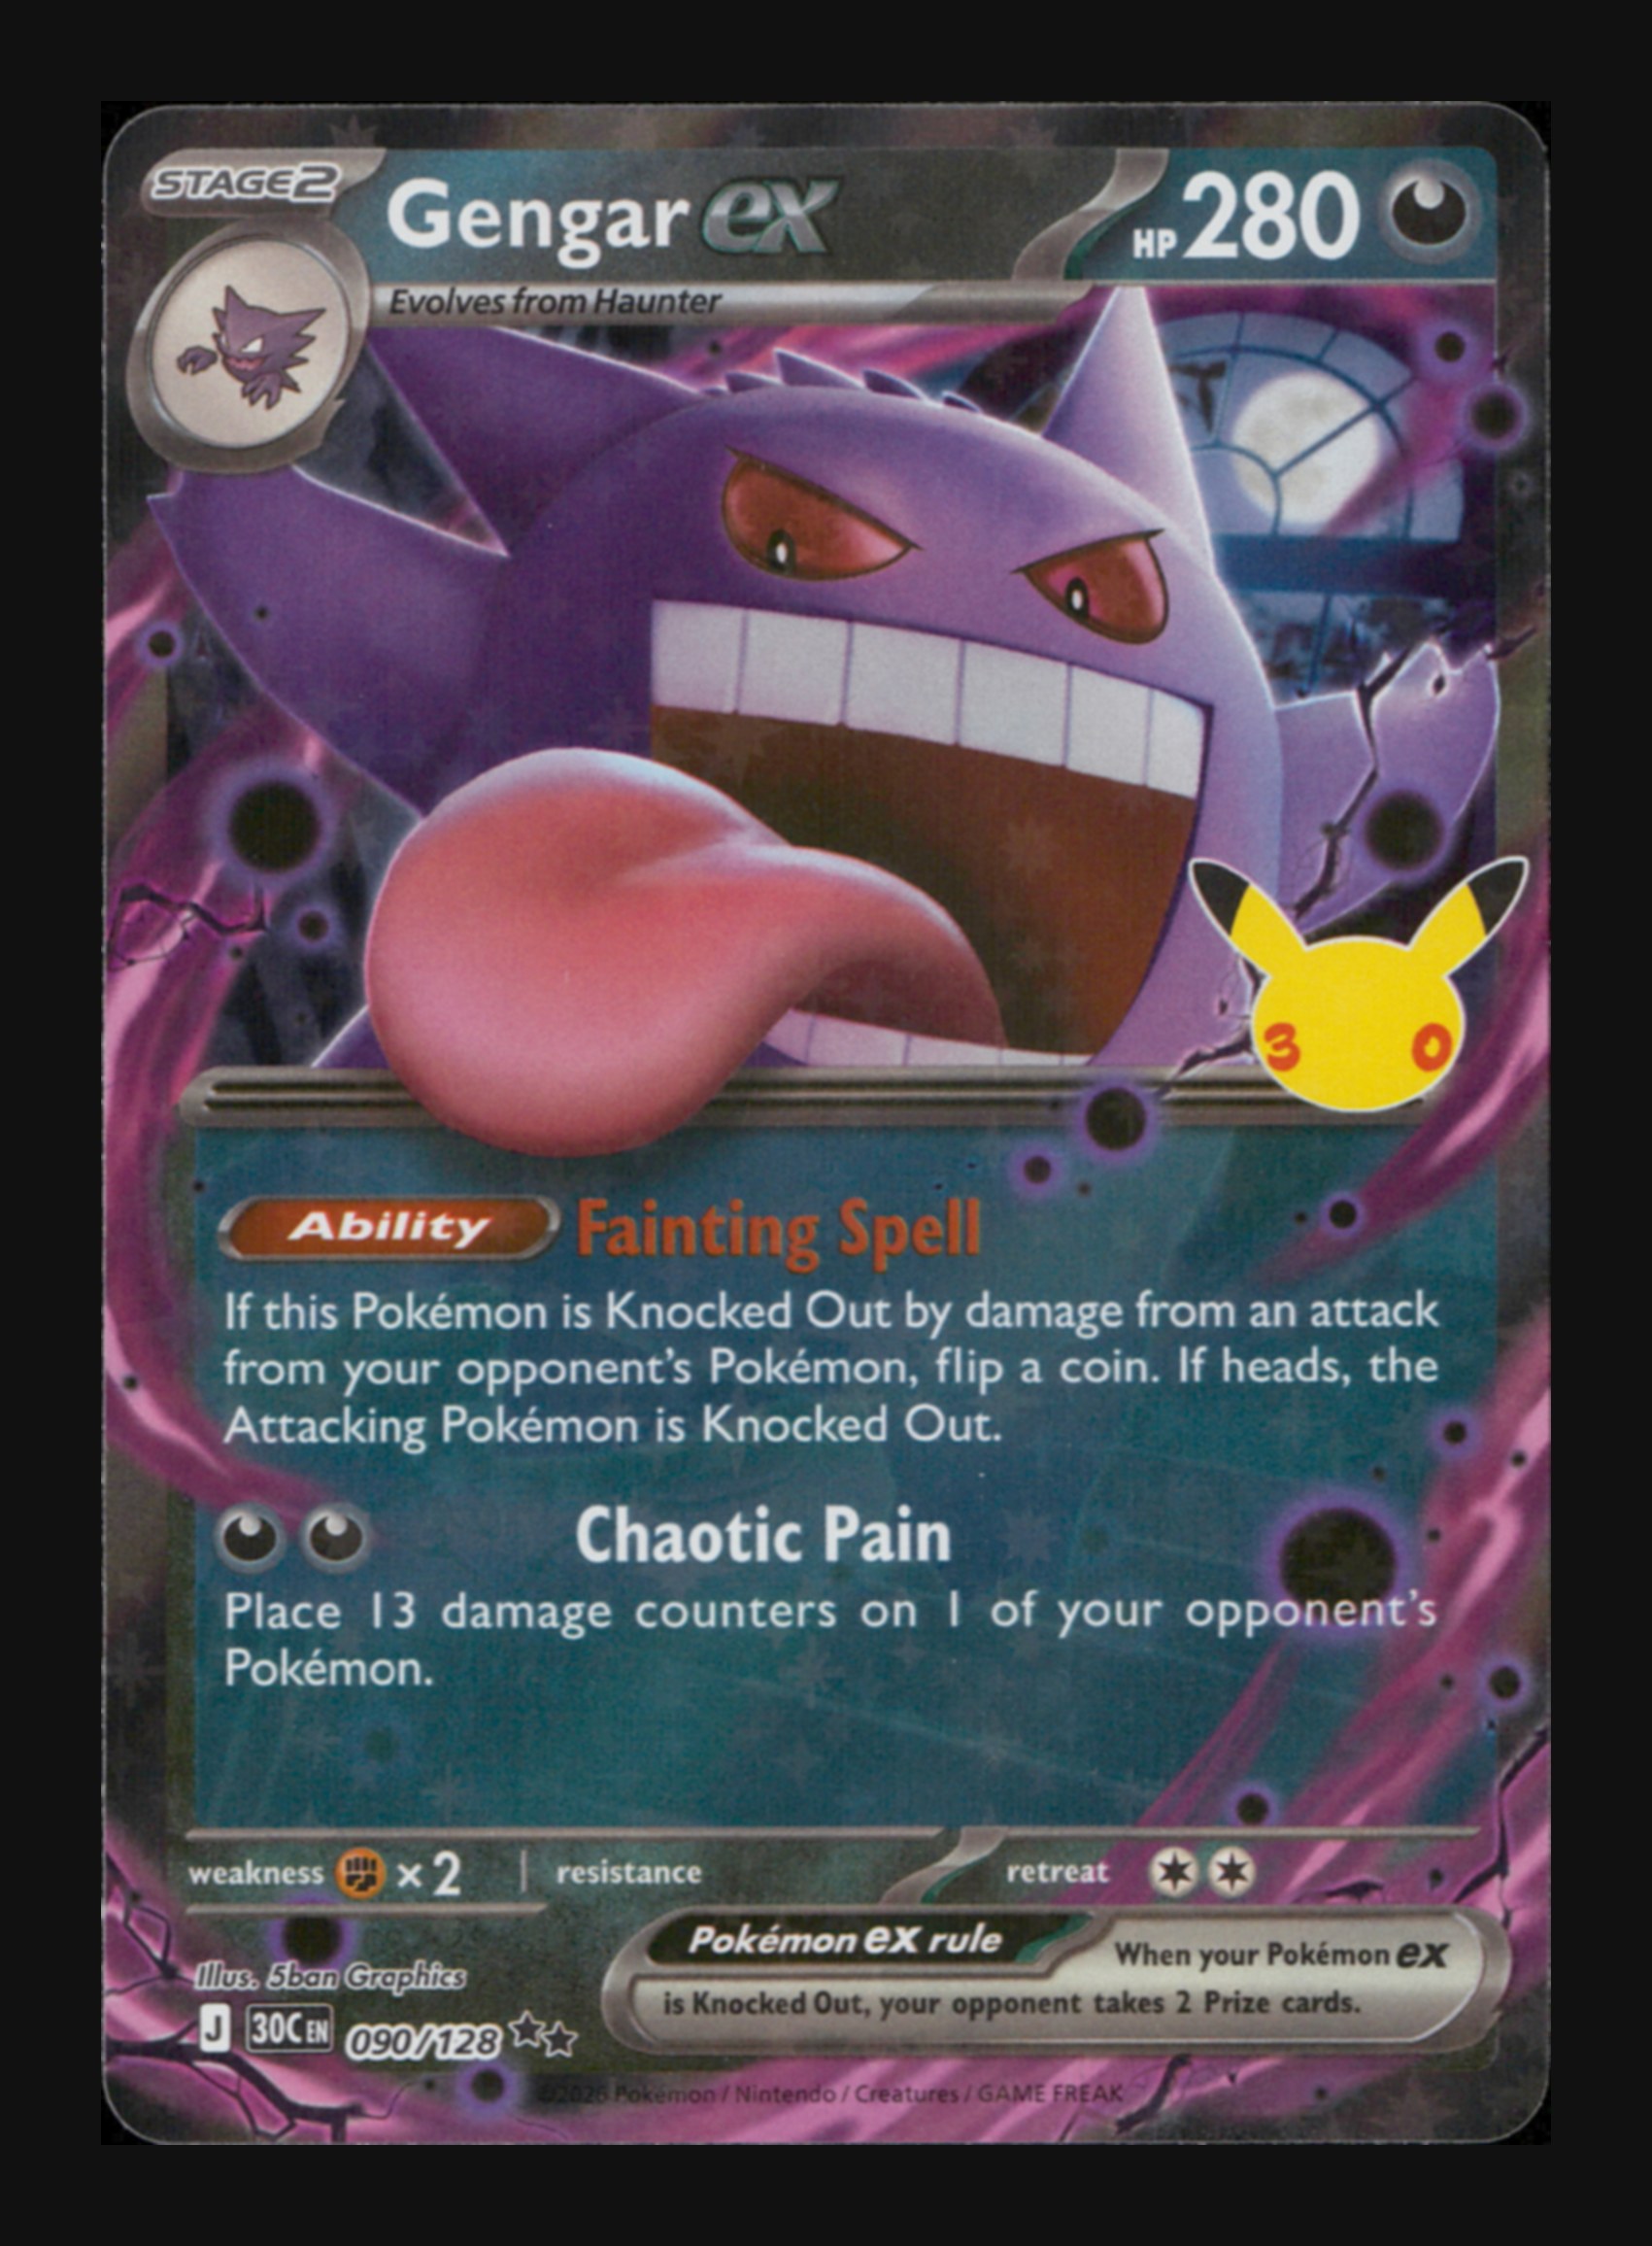 STAGE2
Gengar ex
HP 280
Evolves from Haunter
30
Ability Fainting Spell
If this Pokémon is Knocked Out by damage from an attack
from your opponent's Pokémon, flip a coin. If heads, the
Attacking Pokémon is Knocked Out.
Chaotic Pain
Place 13 damage counters on 1 of your opponent's
Pokémon.
weakness ×2 resistance retreat
Pokémon ex rule When your Pokémon ex
is Knocked Out, your opponent takes 2 Prize cards.
Illus. 5ban Graphics
J 30C EN 090/128
©2026 Pokémon / Nintendo / Creatures / GAME FREAK